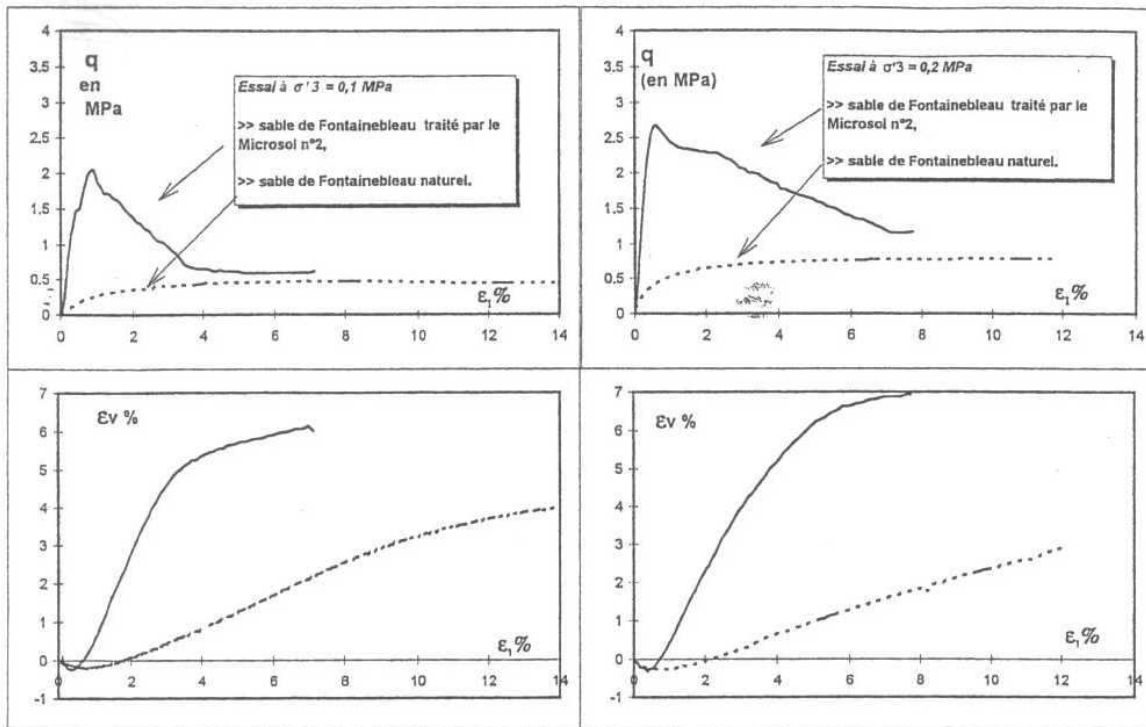 4
3.5
3
2.5
2
1.5
1
0.5
0
q
en
MPa
Essai à σ'3 = 0,1 MPa
>> sable de Fontainebleau traité par le
Microsol n°2,
>> sable de Fontainebleau naturel.
ε₁%
0 2 4 6 8 10 12 14
4
3.5
3
2.5
2
1.5
1
0.5
0
q
(en MPa)
Essai à σ'3 = 0,2 MPa
>> sable de Fontainebleau traité par le
Microsol n°2,
>> sable de Fontainebleau naturel.
ε₁%
0 2 4 6 8 10 12 14
7
6
5
4
3
2
1
0
-1
εv %
ε₁%
0 2 4 6 8 10 12 14
7
6
5
4
3
2
1
0
-1
εv %
ε₁%
0 2 4 6 8 10 12 14